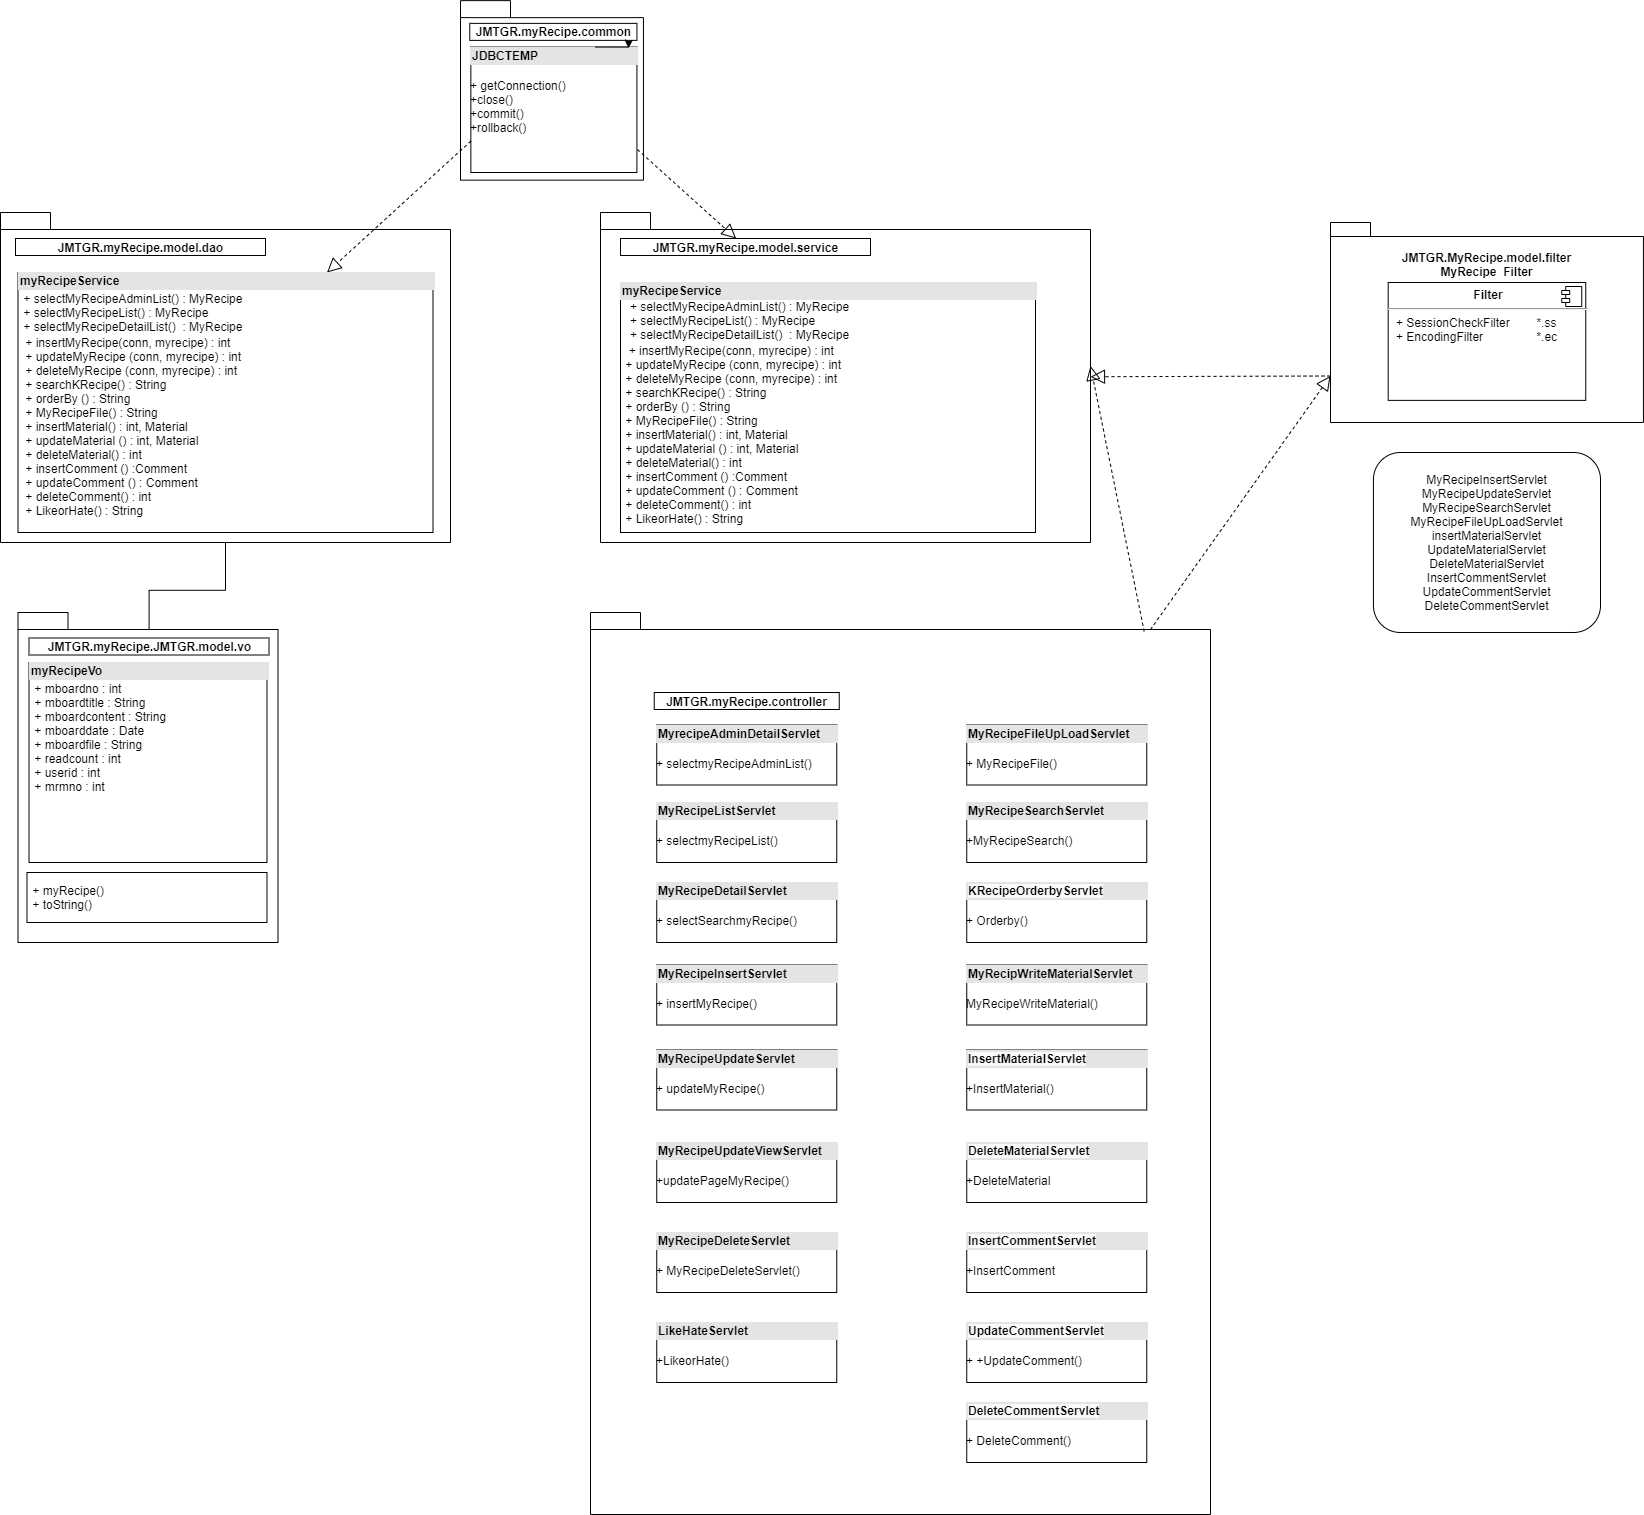 JMTGR.myRecipe.common
JDBCTEMP
+ getConnection()
+close()
+commit()
+rollback()
JMTGR.myRecipe.model.dao
myRecipeService
+ selectMyRecipeAdminList() : MyRecipe
+ selectMyRecipeList() : MyRecipe
+ selectMyRecipeDetailList()  : MyRecipe
+ insertMyRecipe(conn, myrecipe) : int
+ updateMyRecipe (conn, myrecipe) : int
+ deleteMyRecipe (conn, myrecipe) : int
+ searchKRecipe() : String
+ orderBy () : String
+ MyRecipeFile() : String
+ insertMaterial() : int, Material
+ updateMaterial () : int, Material
+ deleteMaterial() : int
+ insertComment () :Comment
+ updateComment () : Comment
+ deleteComment() : int
+ LikeorHate() : String
JMTGR.myRecipe.model.service
myRecipeService
+ selectMyRecipeAdminList() : MyRecipe
+ selectMyRecipeList() : MyRecipe
+ selectMyRecipeDetailList()  : MyRecipe
+ insertMyRecipe(conn, myrecipe) : int
+ updateMyRecipe (conn, myrecipe) : int
+ deleteMyRecipe (conn, myrecipe) : int
+ searchKRecipe() : String
+ orderBy () : String
+ MyRecipeFile() : String
+ insertMaterial() : int, Material
+ updateMaterial () : int, Material
+ deleteMaterial() : int
+ insertComment () :Comment
+ updateComment () : Comment
+ deleteComment() : int
+ LikeorHate() : String
JMTGR.MyRecipe.model.filter
MyRecipe  Filter
Filter
+ SessionCheckFilter *.ss
+ EncodingFilter *.ec
MyRecipeInsertServlet
MyRecipeUpdateServlet
MyRecipeSearchServlet
MyRecipeFileUpLoadServlet
insertMaterialServlet
UpdateMaterialServlet
DeleteMaterialServlet
InsertCommentServlet
UpdateCommentServlet
DeleteCommentServlet
JMTGR.myRecipe.JMTGR.model.vo
myRecipeVo
+ mboardno : int
+ mboardtitle : String
+ mboardcontent : String
+ mboarddate : Date
+ mboardfile : String
+ readcount : int
+ userid : int
+ mrmno : int
+ myRecipe()
+ toString()
JMTGR.myRecipe.controller
MyrecipeAdminDetailServlet
+ selectmyRecipeAdminList()
MyRecipeListServlet
+ selectmyRecipeList()
MyRecipeDetailServlet
+ selectSearchmyRecipe()
MyRecipeInsertServlet
+ insertMyRecipe()
MyRecipeUpdateServlet
+ updateMyRecipe()
MyRecipeUpdateViewServlet
+updatePageMyRecipe()
MyRecipeDeleteServlet
+ MyRecipeDeleteServlet()
LikeHateServlet
+LikeorHate()
MyRecipeFileUpLoadServlet
+ MyRecipeFile()
MyRecipeSearchServlet
+MyRecipeSearch()
KRecipeOrderbyServlet
+ Orderby()
MyRecipWriteMaterialServlet
MyRecipeWriteMaterial()
InsertMaterialServlet
+InsertMaterial()
DeleteMaterialServlet
+DeleteMaterial
InsertCommentServlet
+InsertComment
UpdateCommentServlet
+ +UpdateComment()
DeleteCommentServlet
+ DeleteComment()